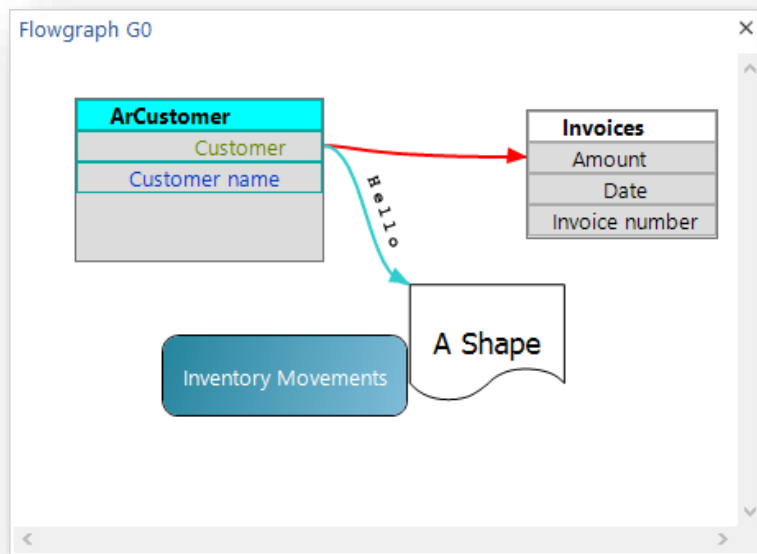 Flowgraph G0
ArCustomer
Customer
Customer name
Invoices
Amount
Date
Invoice number
Hello
A Shape
Inventory Movements